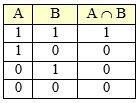 A B A ∩ B
1 1 1
1 0 0
0 1 0
0 0 0